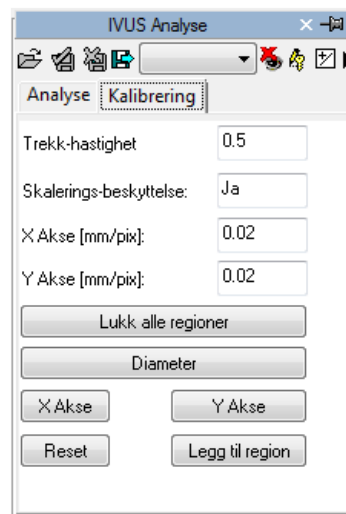 IVUS Analyse
Analyse Kalibrering
Trekk-hastighet 0.5
Skalerings-beskyttelse: Ja
X Akse [mm/pix]: 0.02
Y Akse [mm/pix]: 0.02
Lukk alle regioner
Diameter
X Akse Y Akse
Reset Legg til region